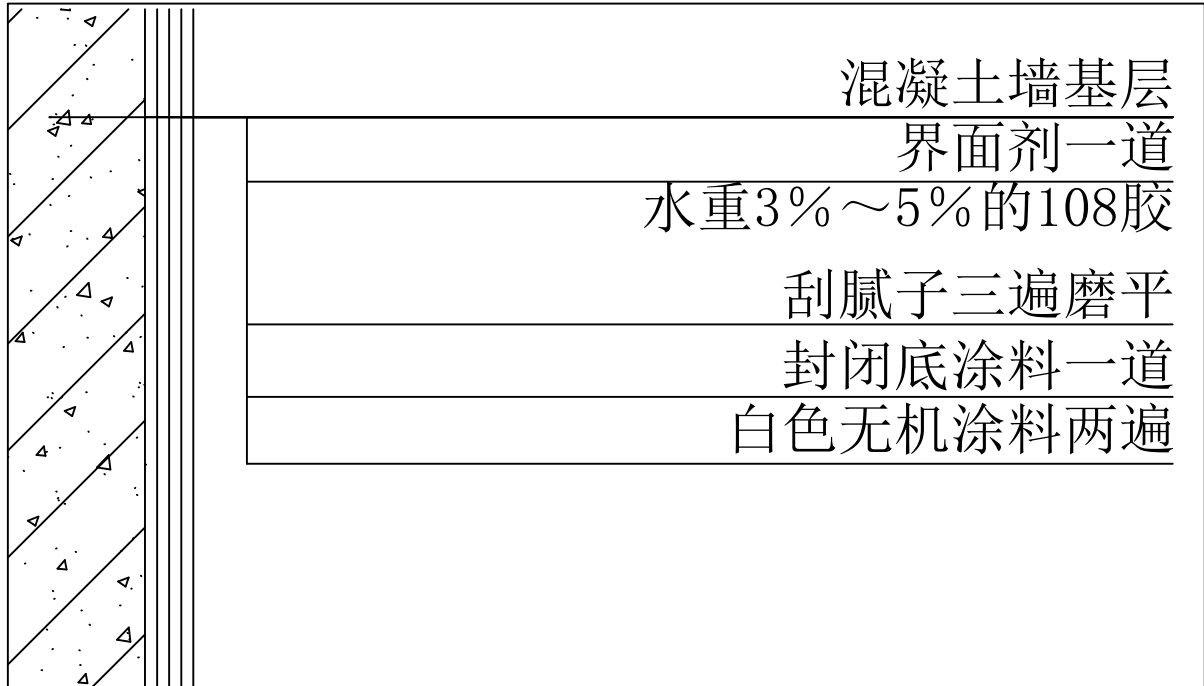 混凝土墙基层
界面剂一道
水重3%～5%的108胶
刮腻子三遍磨平
封闭底涂料一道
白色无机涂料两遍